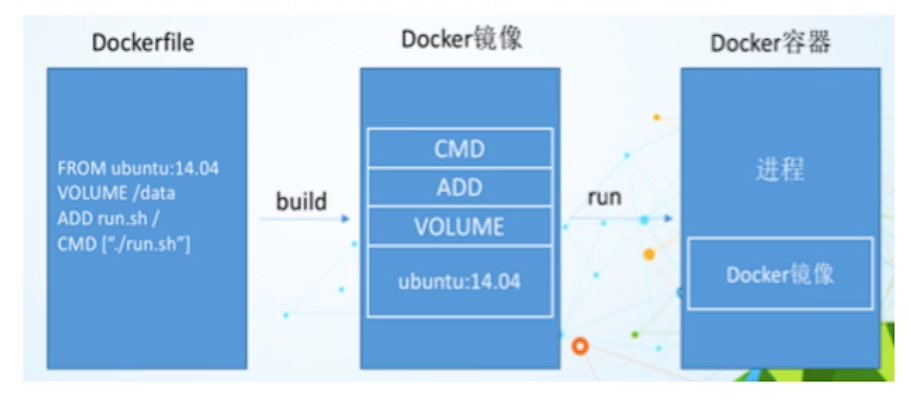 Dockerfile
FROM ubuntu:14.04
VOLUME /data
ADD run.sh /
CMD [“./run.sh”]
build
Docker镜像
CMD
ADD
VOLUME
ubuntu:14.04
run
Docker容器
进程
Docker镜像